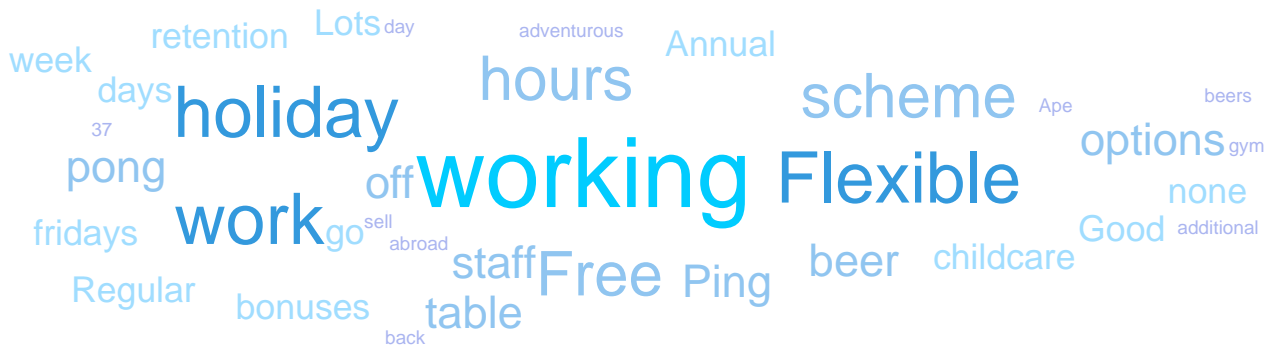 Lots day adventurous
retention Annual
week
days hours scheme beers
holiday Ape
37 options gym
pong off working Flexible none
work go sell Good additional
fridays abroad
staff Free Ping beer childcare
Regular bonuses table
back